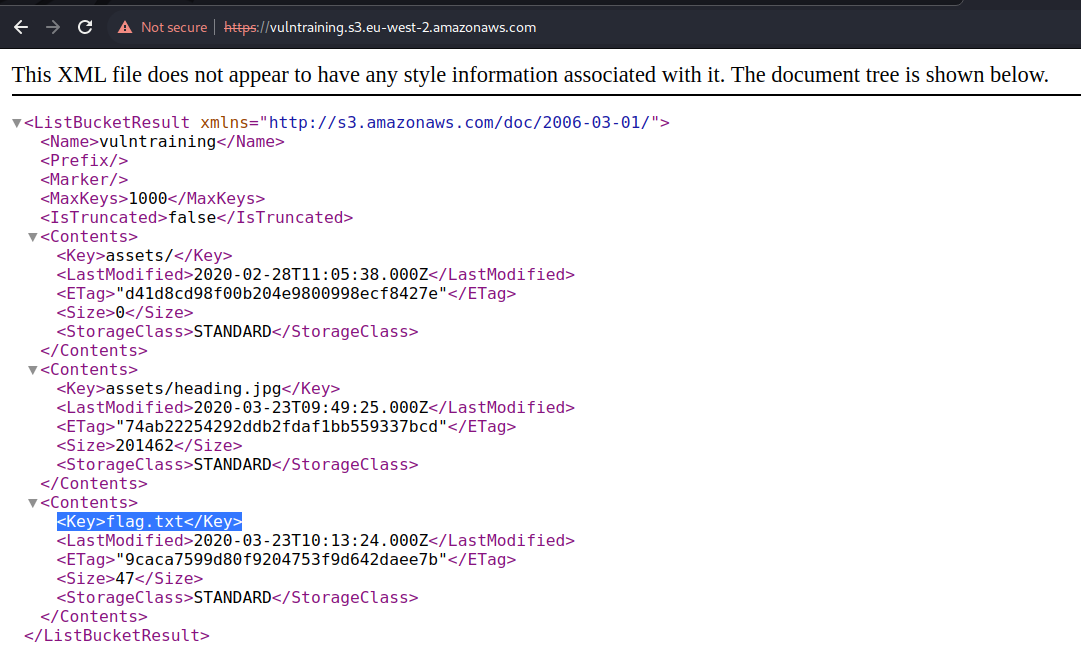 Not secure https://vulntraining.s3.eu-west-2.amazonaws.com
This XML file does not appear to have any style information associated with it. The document tree is shown below.
▼<ListBucketResult xmlns="http://s3.amazonaws.com/doc/2006-03-01/">
<Name>vulntraining</Name>
<Prefix/>
<Marker/>
<MaxKeys>1000</MaxKeys>
<IsTruncated>false</IsTruncated>
▼<Contents>
<Key>assets/</Key>
<LastModified>2020-02-28T11:05:38.000Z</LastModified>
<ETag>"d41d8cd98f00b204e9800998ecf8427e"</ETag>
<Size>0</Size>
<StorageClass>STANDARD</StorageClass>
</Contents>
▼<Contents>
<Key>assets/heading.jpg</Key>
<LastModified>2020-03-23T09:49:25.000Z</LastModified>
<ETag>"74ab22254292ddb2fdaf1bb559337bcd"</ETag>
<Size>201462</Size>
<StorageClass>STANDARD</StorageClass>
</Contents>
▼<Contents>
<Key>flag.txt</Key>
<LastModified>2020-03-23T10:13:24.000Z</LastModified>
<ETag>"9caca7599d80f9204753f9d642daee7b"</ETag>
<Size>47</Size>
<StorageClass>STANDARD</StorageClass>
</Contents>
</ListBucketResult>